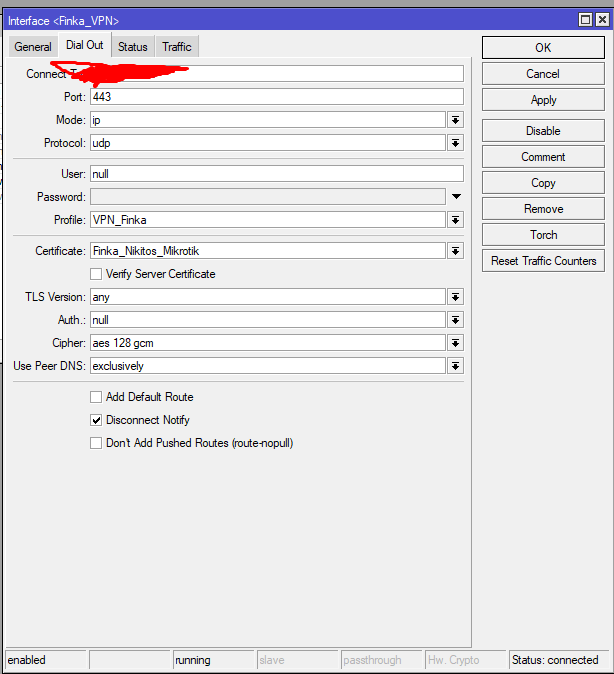 Interface <Finka_VPN>
General Dial Out Status Traffic
Connect
Port: 443
Mode: ip
Protocol: udp
User: null
Password:
Profile: VPN_Finka
Certificate: Finka_Nikitos_Mikrotik
Verify Server Certificate
TLS Version: any
Auth.: null
Cipher: aes 128 gcm
Use Peer DNS: exclusively
Add Default Route
Disconnect Notify
Don't Add Pushed Routes (route-nopull)
OK
Cancel
Apply
Disable
Comment
Copy
Remove
Torch
Reset Traffic Counters
enabled running slave passthrough Hw. Crypto Status: connected